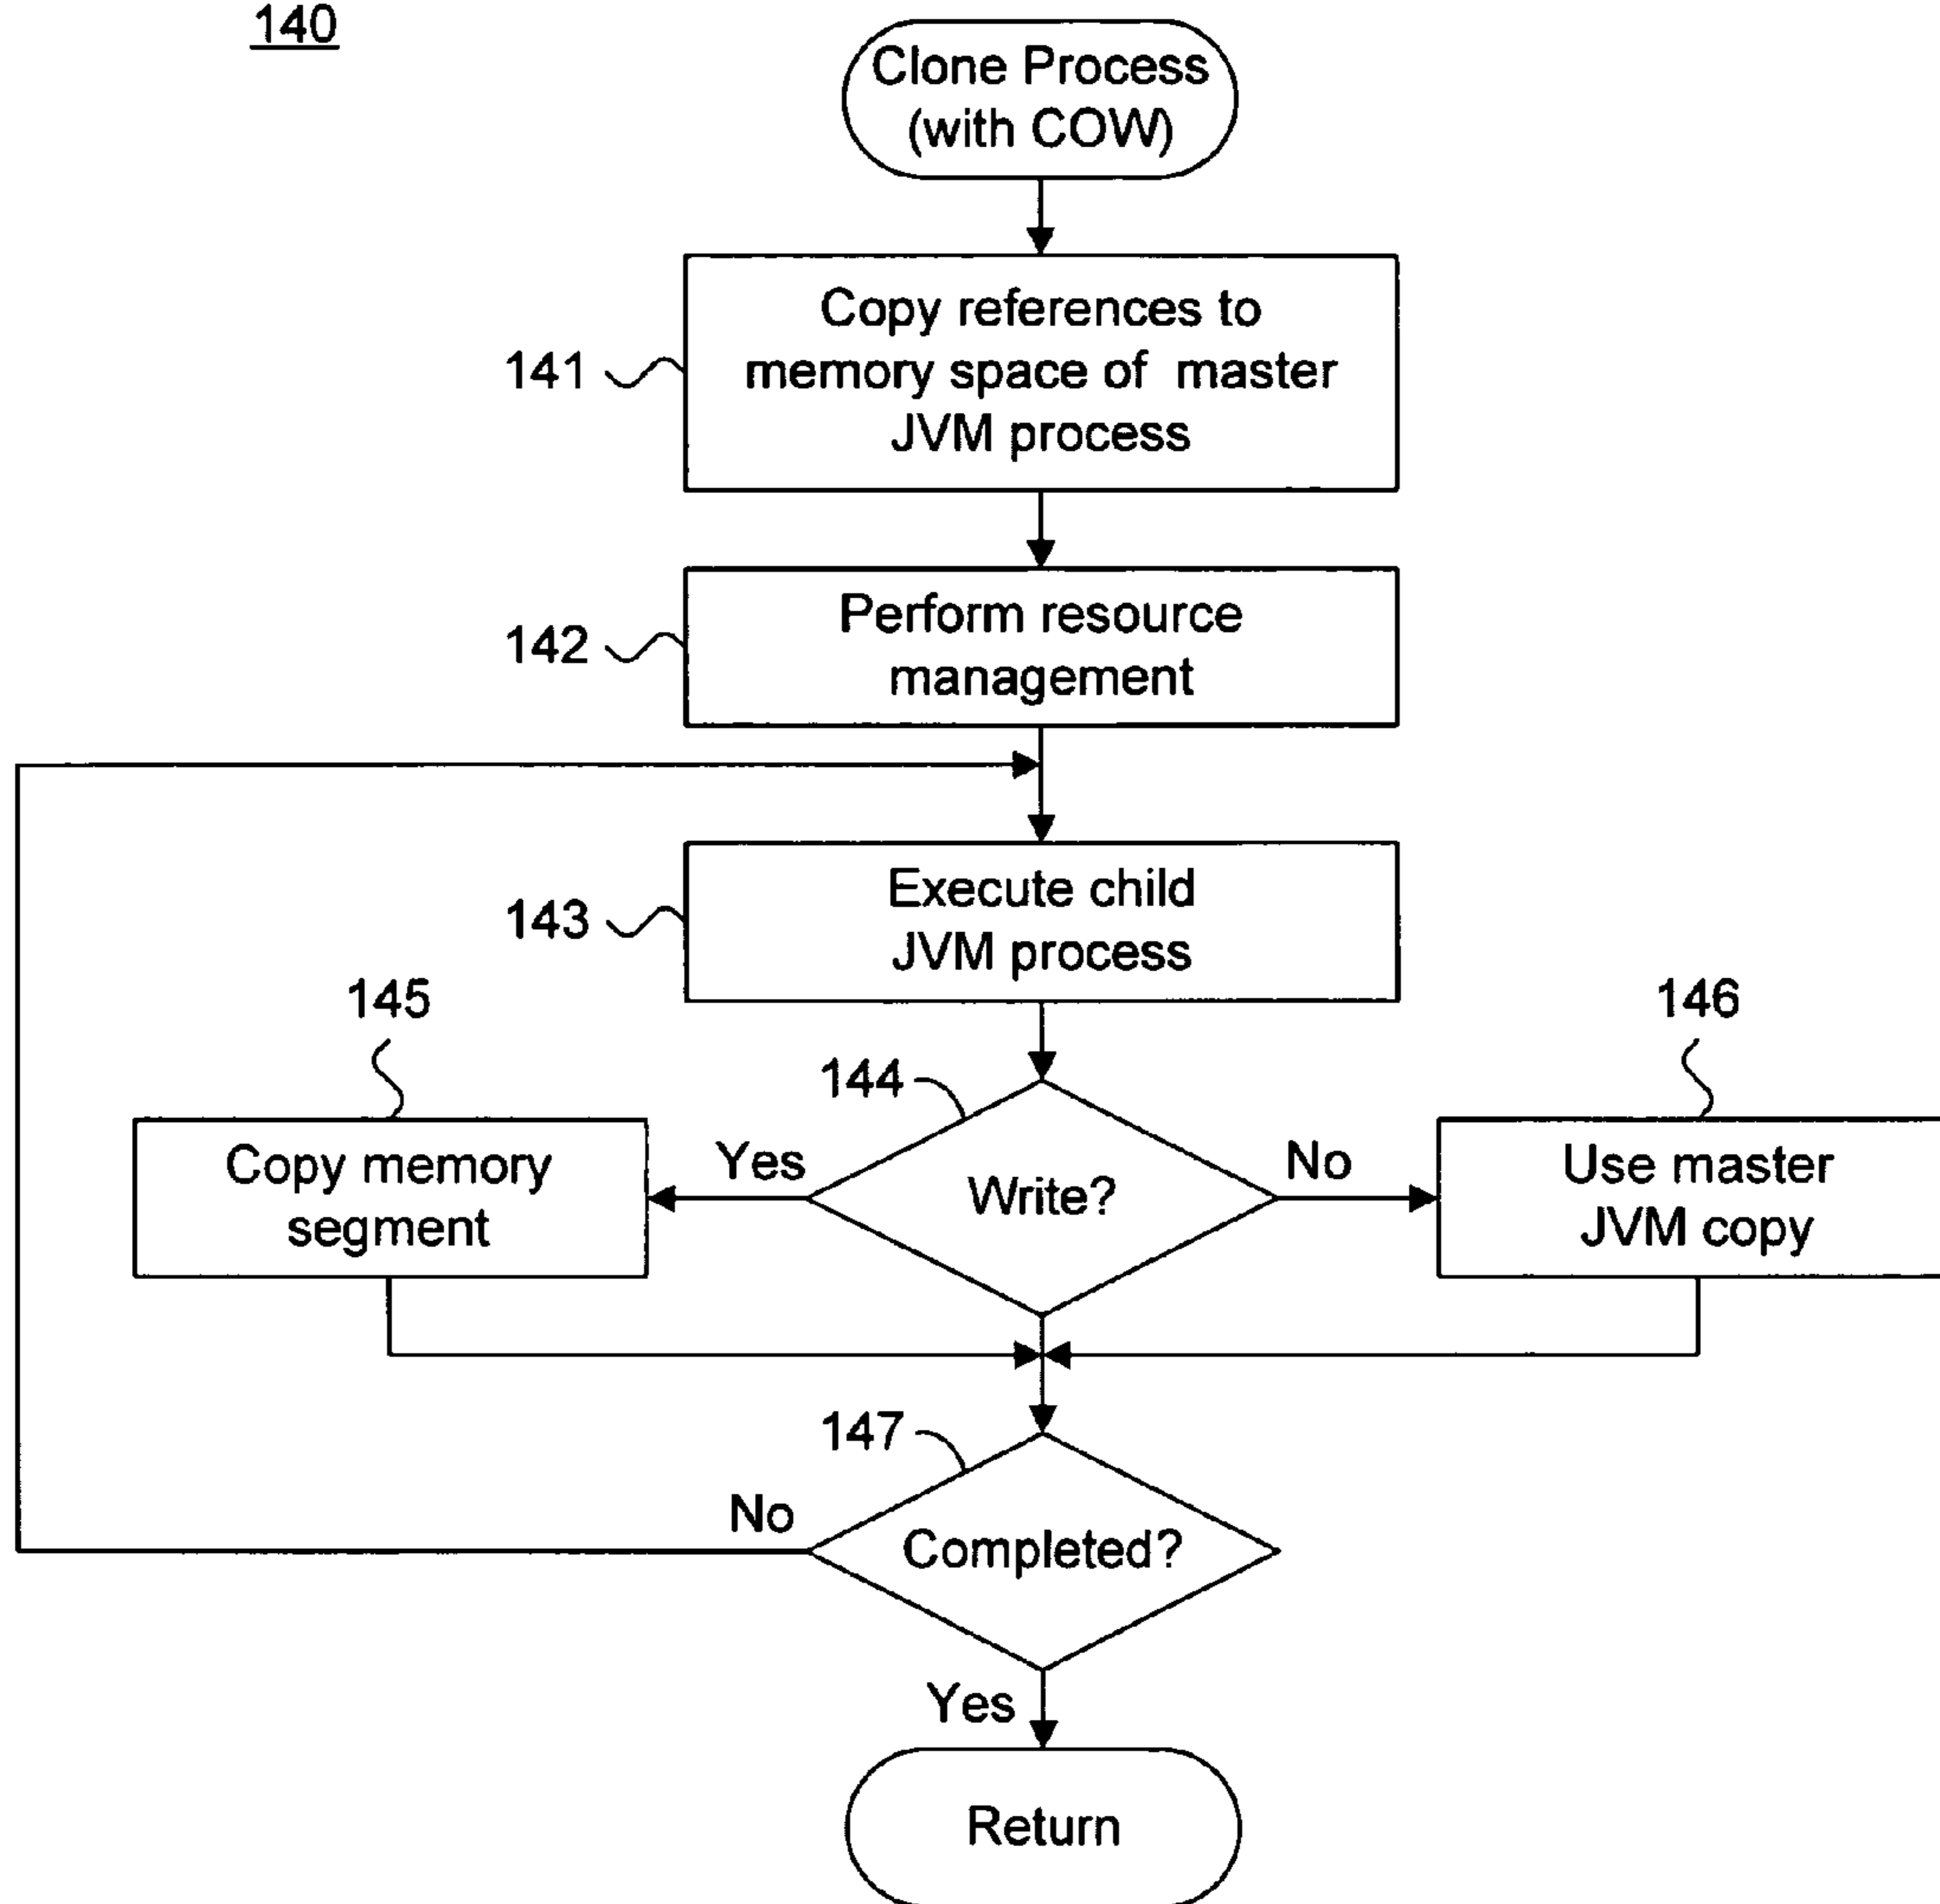 140
Clone Process
(with COW)
Copy references to
memory space of master
JVM process
141
Perform resource
management
142
Execute child
JVM process
143
145
146
144
Copy memory
segment
Yes
Write?
No
Use master
JVM copy
147
No
Completed?
Yes
Return